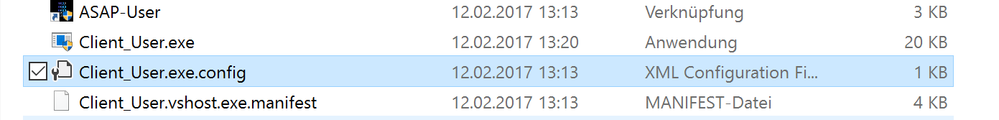 ASAP-User 12.02.2017 13:13 Verknüpfung 3 KB
Client_User.exe 12.02.2017 13:20 Anwendung 20 KB
Client_User.exe.config 12.02.2017 13:13 XML Configuration Fi... 1 KB
Client_User.vshost.exe.manifest 12.02.2017 13:13 MANIFEST-Datei 4 KB